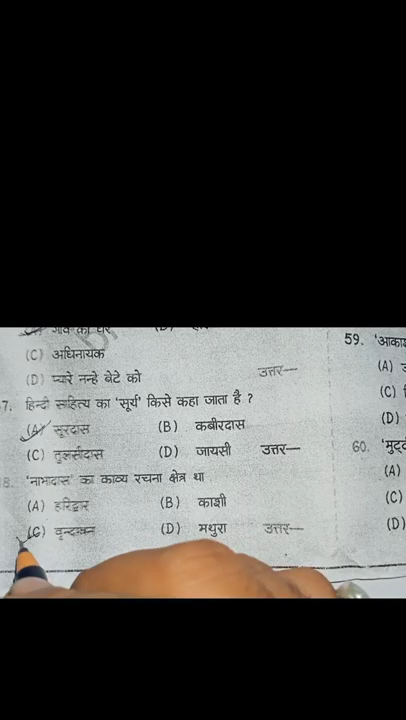 (C) अधिनायक
(D) प्यारे नन्हे बेटे को उत्तर—
7. हिन्दी साहित्य का 'सूर्य' किसे कहा जाता है ?
(A) सूरदास (B) कबीरदास
(C) तुलसीदास (D) जायसी उत्तर—
8. 'नाभादास' का काव्य रचना क्षेत्र था
(A) हरिद्वार (B) काशी
(C) वृन्दावन (D) मथुरा उत्तर—
59.
(A)
(C)
(D)
60.
(A)
(C)
(D)